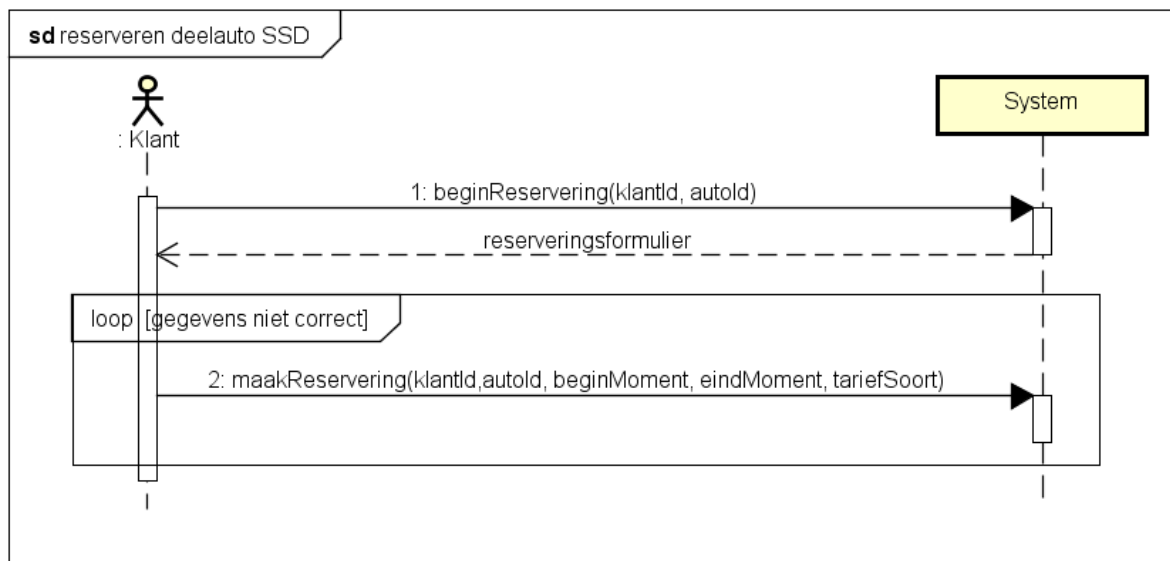 sd reserveren deelauto SSD
: Klant
System
1: beginReservering(klantId, autoId)
reserveringsformulier
loop [gegevens niet correct]
2: maakReservering(klantId,autoId, beginMoment, eindMoment, tariefSoort)